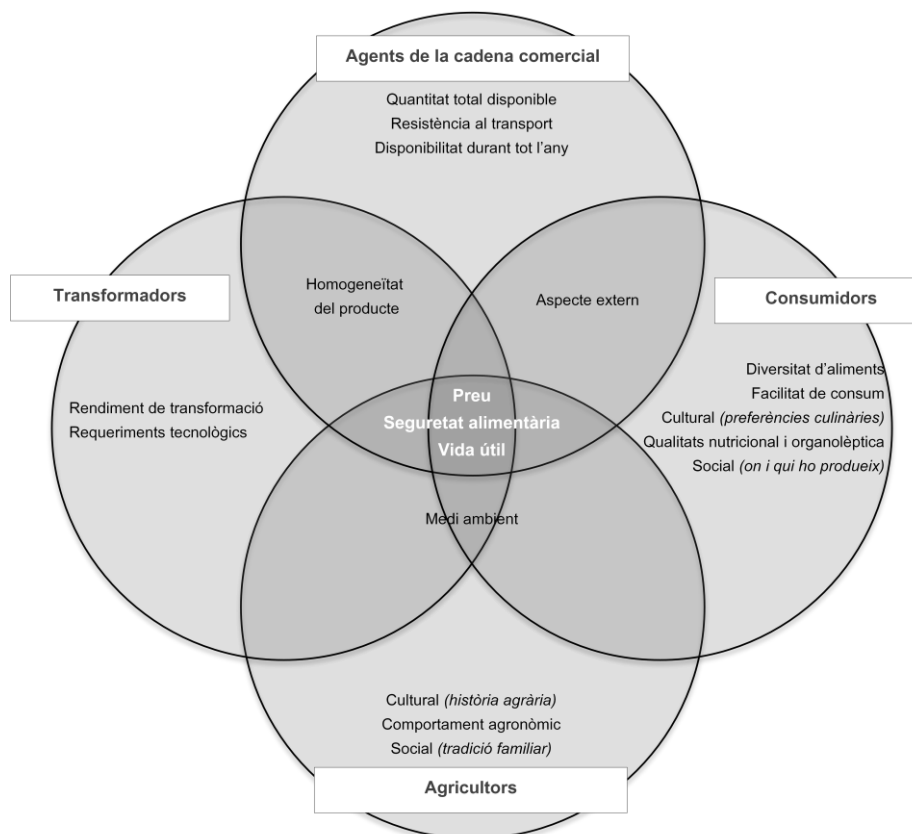 Agents de la cadena comercial
Quantitat total disponible
Resistència al transport
Disponibilitat durant tot l'any
Transformadors
Homogeneïtat
del producte
Aspecte extern
Consumidors
Rendiment de transformació
Requeriments tecnològics
Preu
Seguretat alimentària
Vida útil
Diversitat d'aliments
Facilitat de consum
Cultural (preferències culinàries)
Qualitats nutricional i organolèptica
Social (on i qui ho produeix)
Medi ambient
Cultural (història agrària)
Comportament agronòmic
Social (tradició familiar)
Agricultors